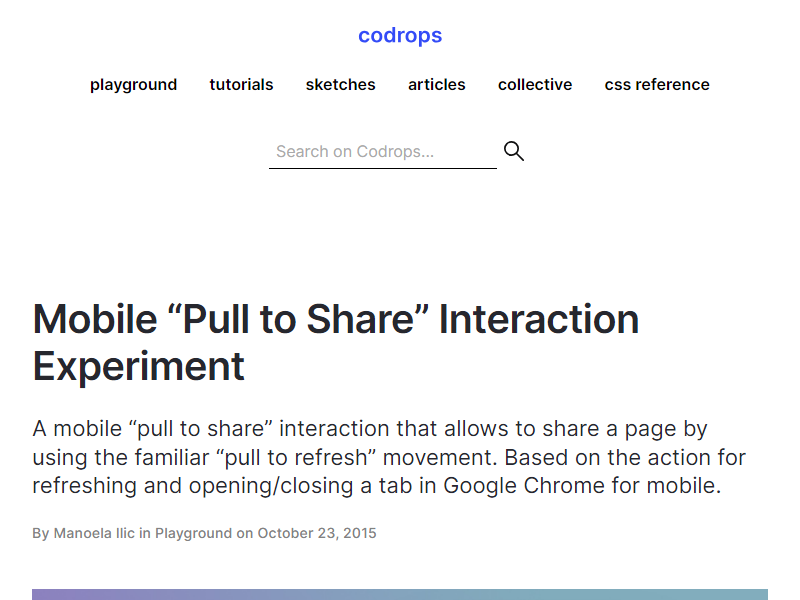 codrops
playground tutorials sketches articles collective css reference
Search on Codrops...
Mobile “Pull to Share” Interaction
Experiment
A mobile “pull to share” interaction that allows to share a page by
using the familiar “pull to refresh” movement. Based on the action for
refreshing and opening/closing a tab in Google Chrome for mobile.
By Manoela Ilic in Playground on October 23, 2015